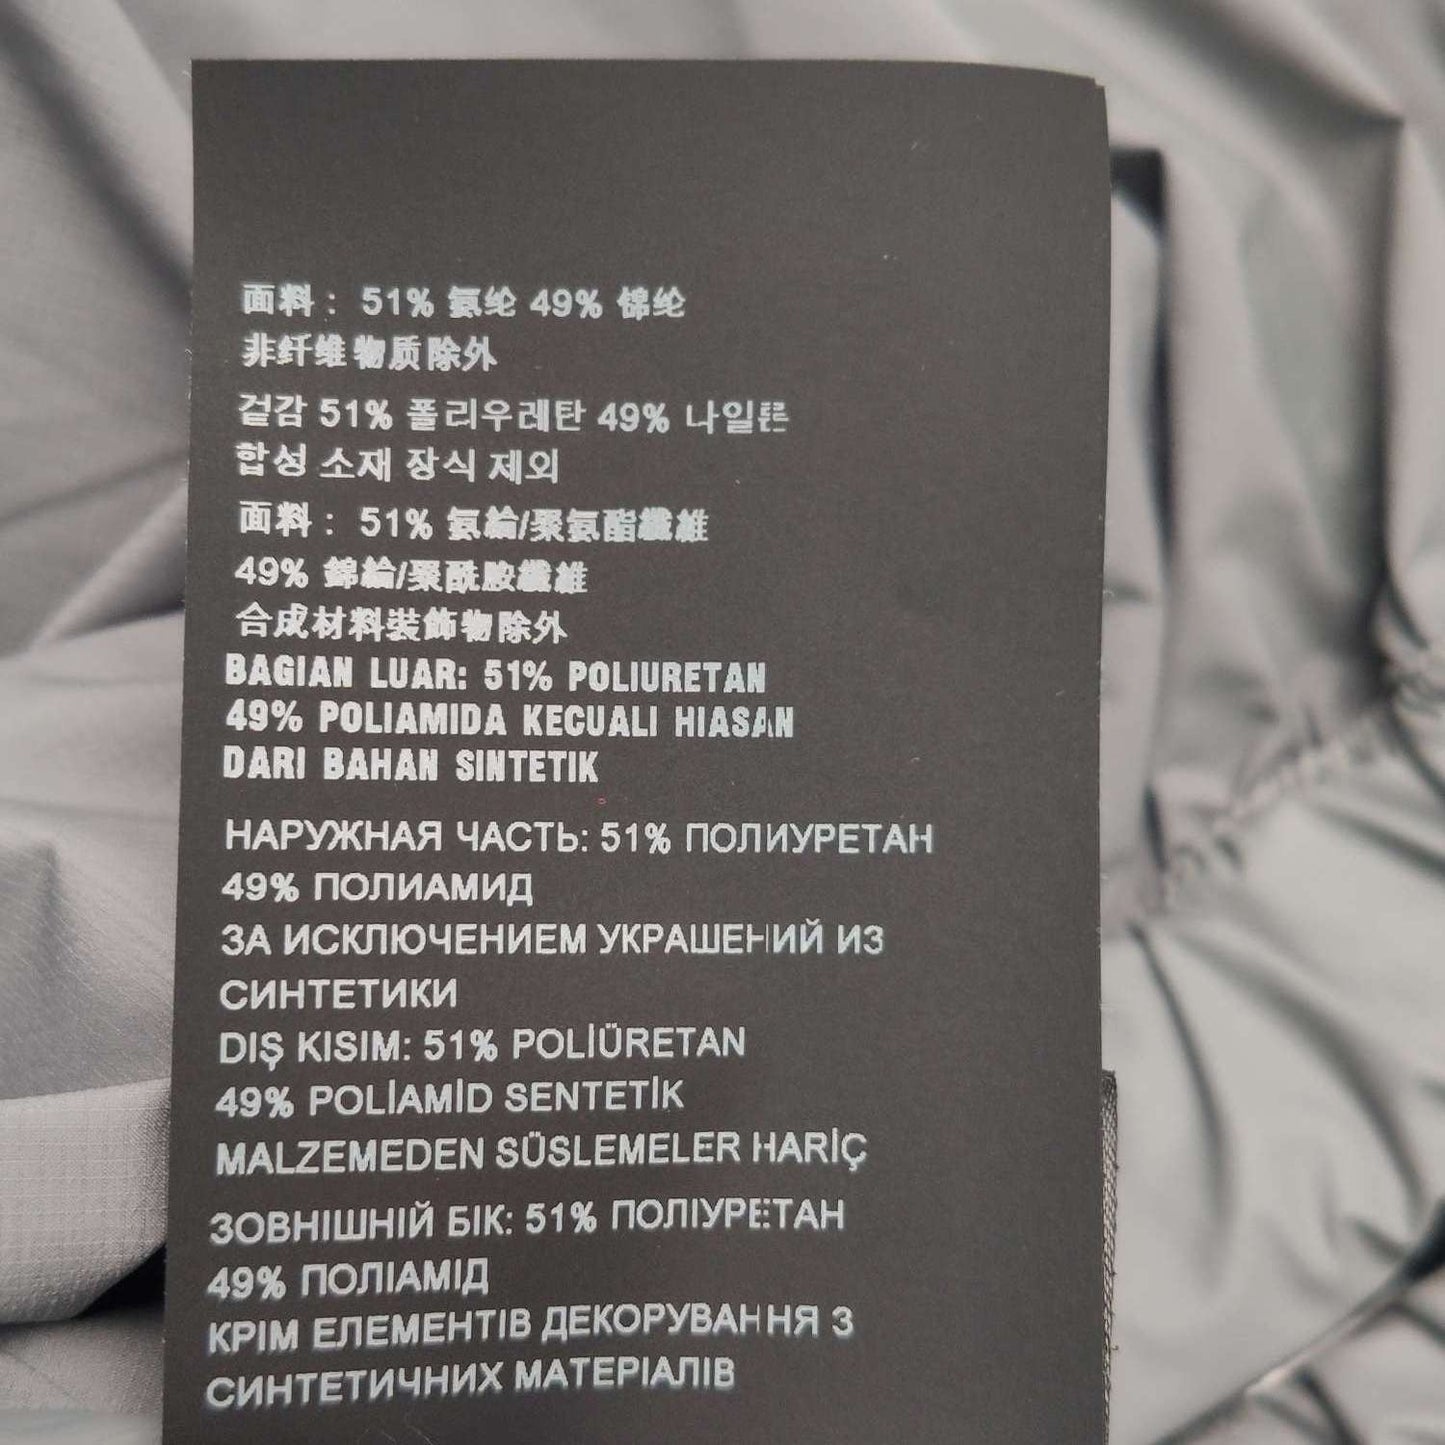 面料： 51% 氨纶 49% 锦纶
非纤维物质除外
겉감 51% 폴리우레탄 49% 나일론
합성 소재 장식 제외
面料： 51% 氨綸/聚氨酯纖維
49% 錦綸/聚酰胺纖維
合成材料裝飾物除外
BAGIAN LUAR: 51% POLIURETAN
49% POLIAMIDA KECUALI HIASAN
DARI BAHAN SINTETIK
НАРУЖНАЯ ЧАСТЬ: 51% ПОЛИУРЕТАН
49% ПОЛИАМИД
ЗА ИСКЛЮЧЕНИЕМ УКРАШЕНИЙ ИЗ
СИНТЕТИКИ
DIŞ KISIM: 51% POLİÜRETAN
49% POLİAMİD SENTETİK
MALZEMEDEN SÜSLEMELER HARİÇ
ЗОВНІШНІЙ БІК: 51% ПОЛІУРЕТАН
49% ПОЛІАМІД
КРІМ ЕЛЕМЕНТІВ ДЕКОРУВАННЯ З
СИНТЕТИЧНИХ МАТЕРІАЛІВ